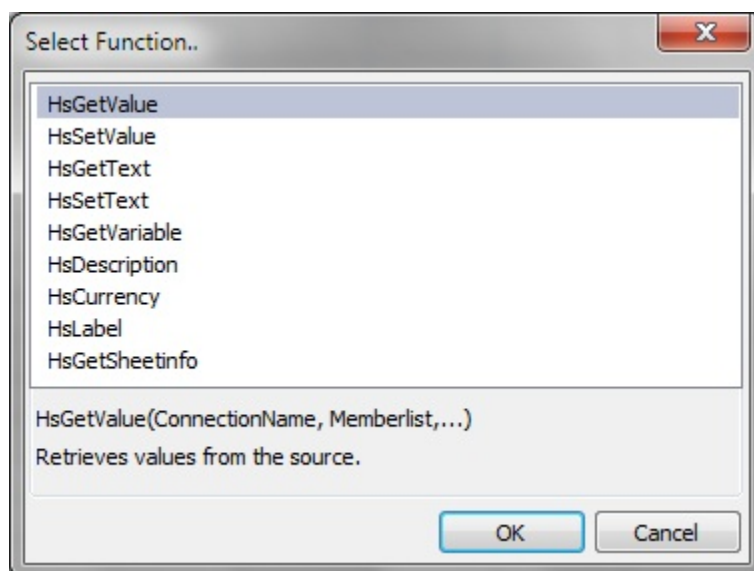 Select Function..
HsGetValue
HsSetValue
HsGetText
HsSetText
HsGetVariable
HsDescription
HsCurrency
HsLabel
HsGetSheetinfo
HsGetValue(ConnectionName, Memberlist,...)
Retrieves values from the source.
OK
Cancel